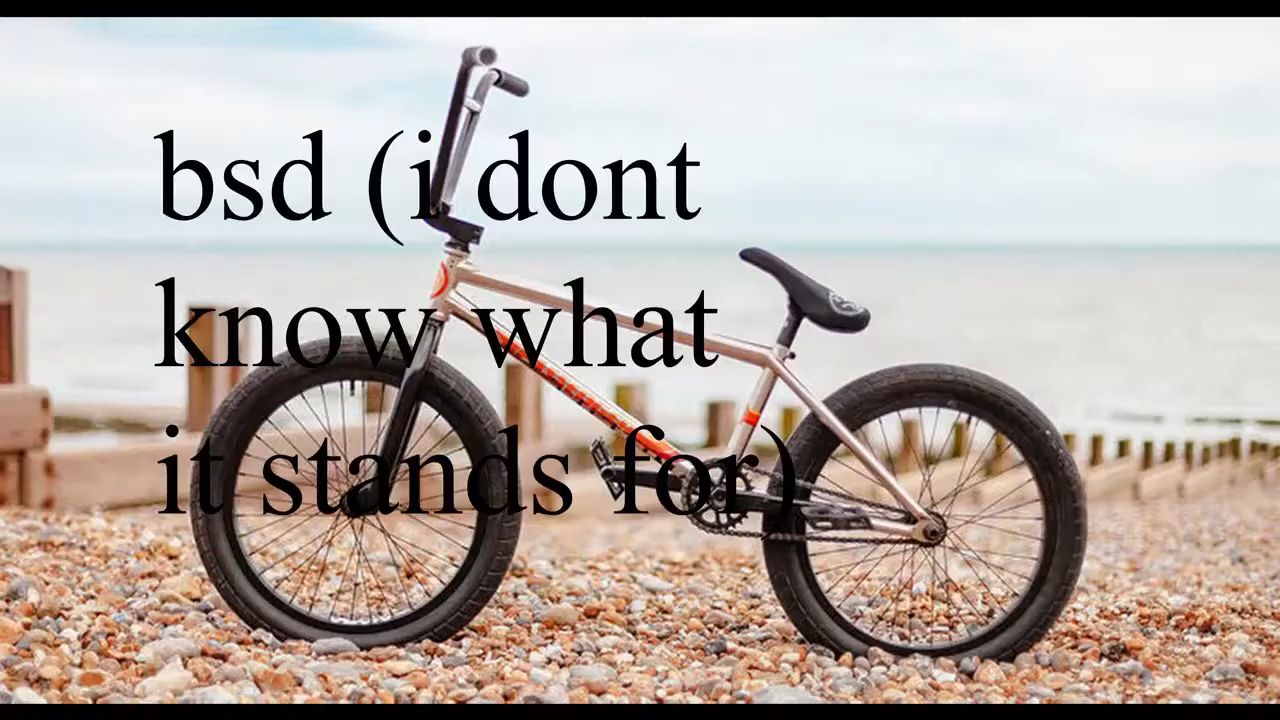 bsd (i dont
know what
it stands for)